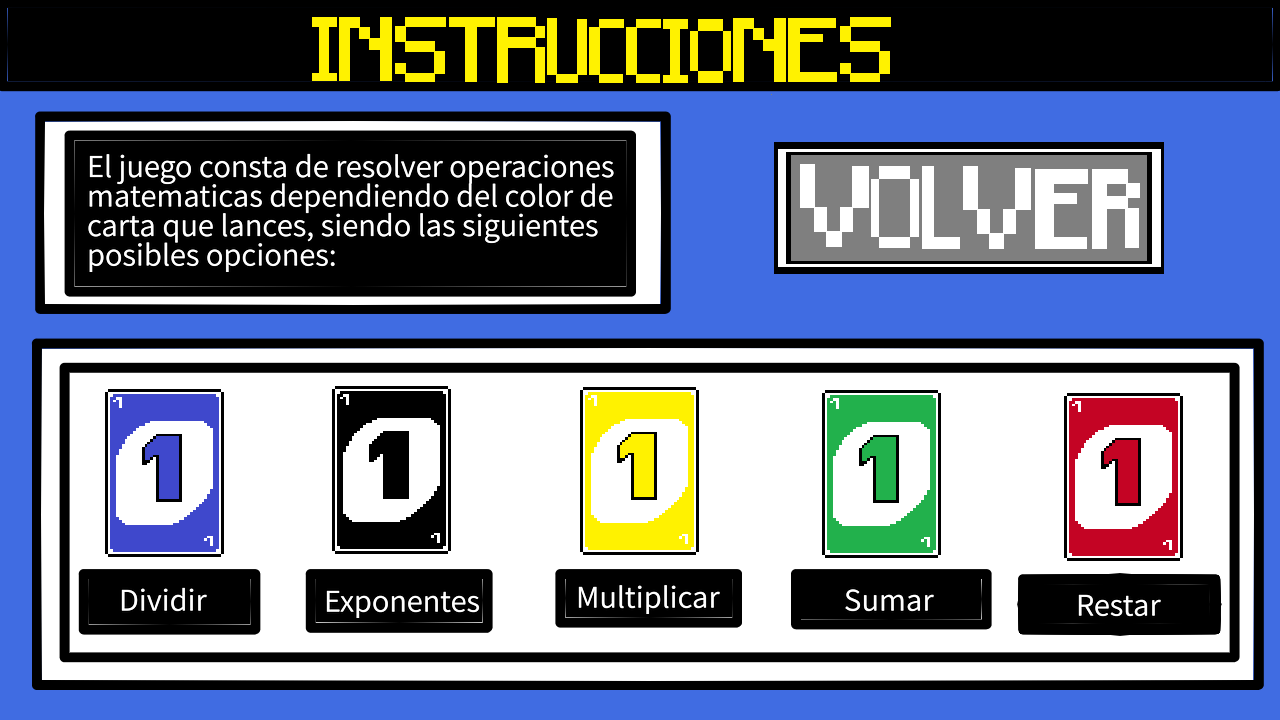 INSTRUCCIONES
El juego consta de resolver operaciones
matematicas dependiendo del color de
carta que lances, siendo las siguientes
posibles opciones:
VOLVER
1 1 1 1 1
1 1 1 1 1
1 1 1 1 1
Dividir Exponentes Multiplicar Sumar Restar